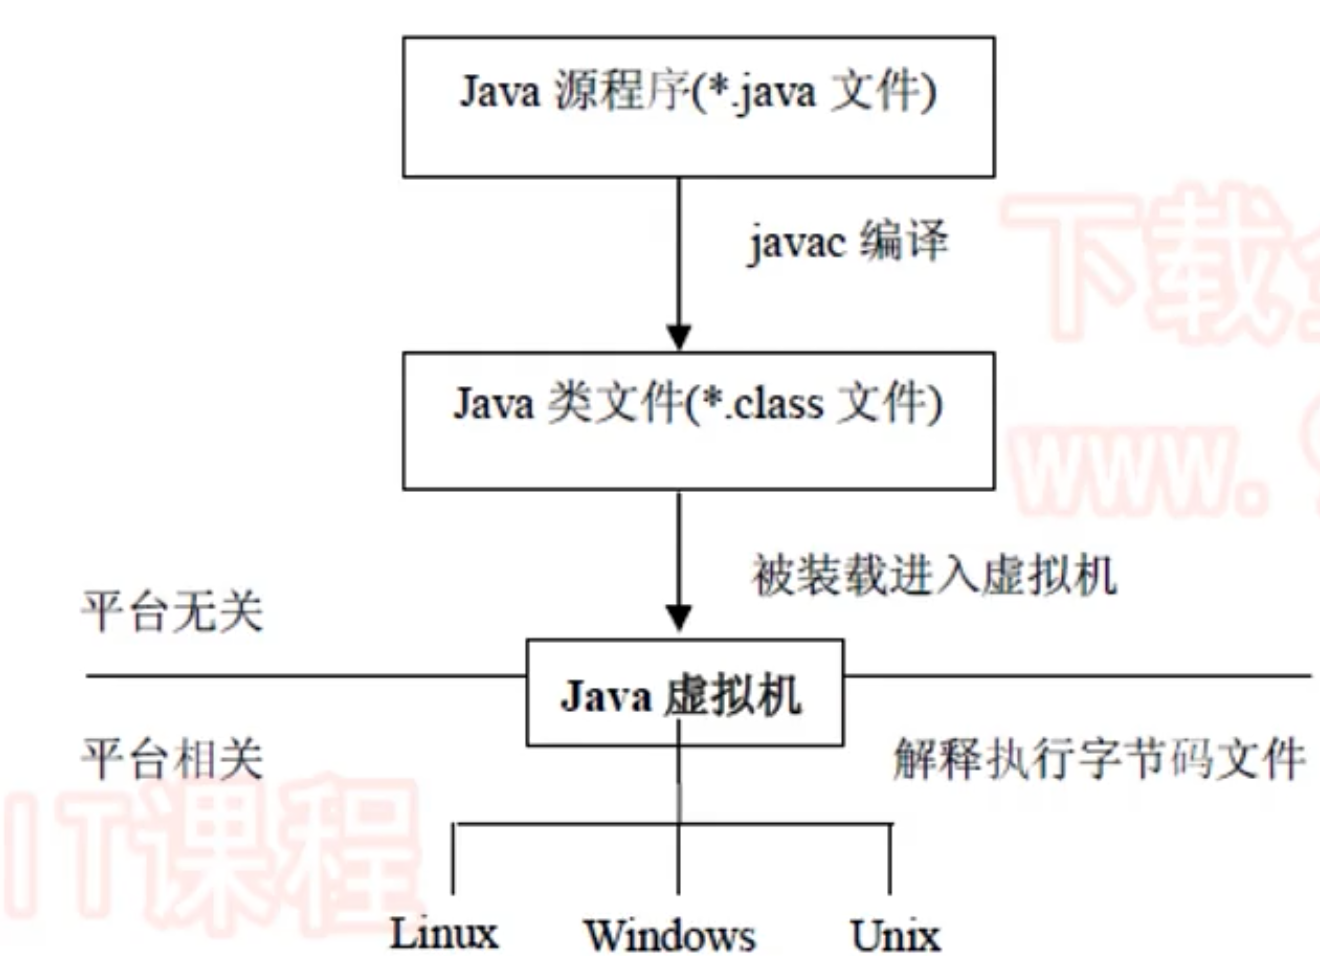 Java 源程序(*.java 文件)
javac 编译
下载
Java 类文件(*.class 文件)
www.
被装载进入虚拟机
平台无关
Java 虚拟机
平台相关
解释执行字节码文件
IT课程
Linux Windows Unix